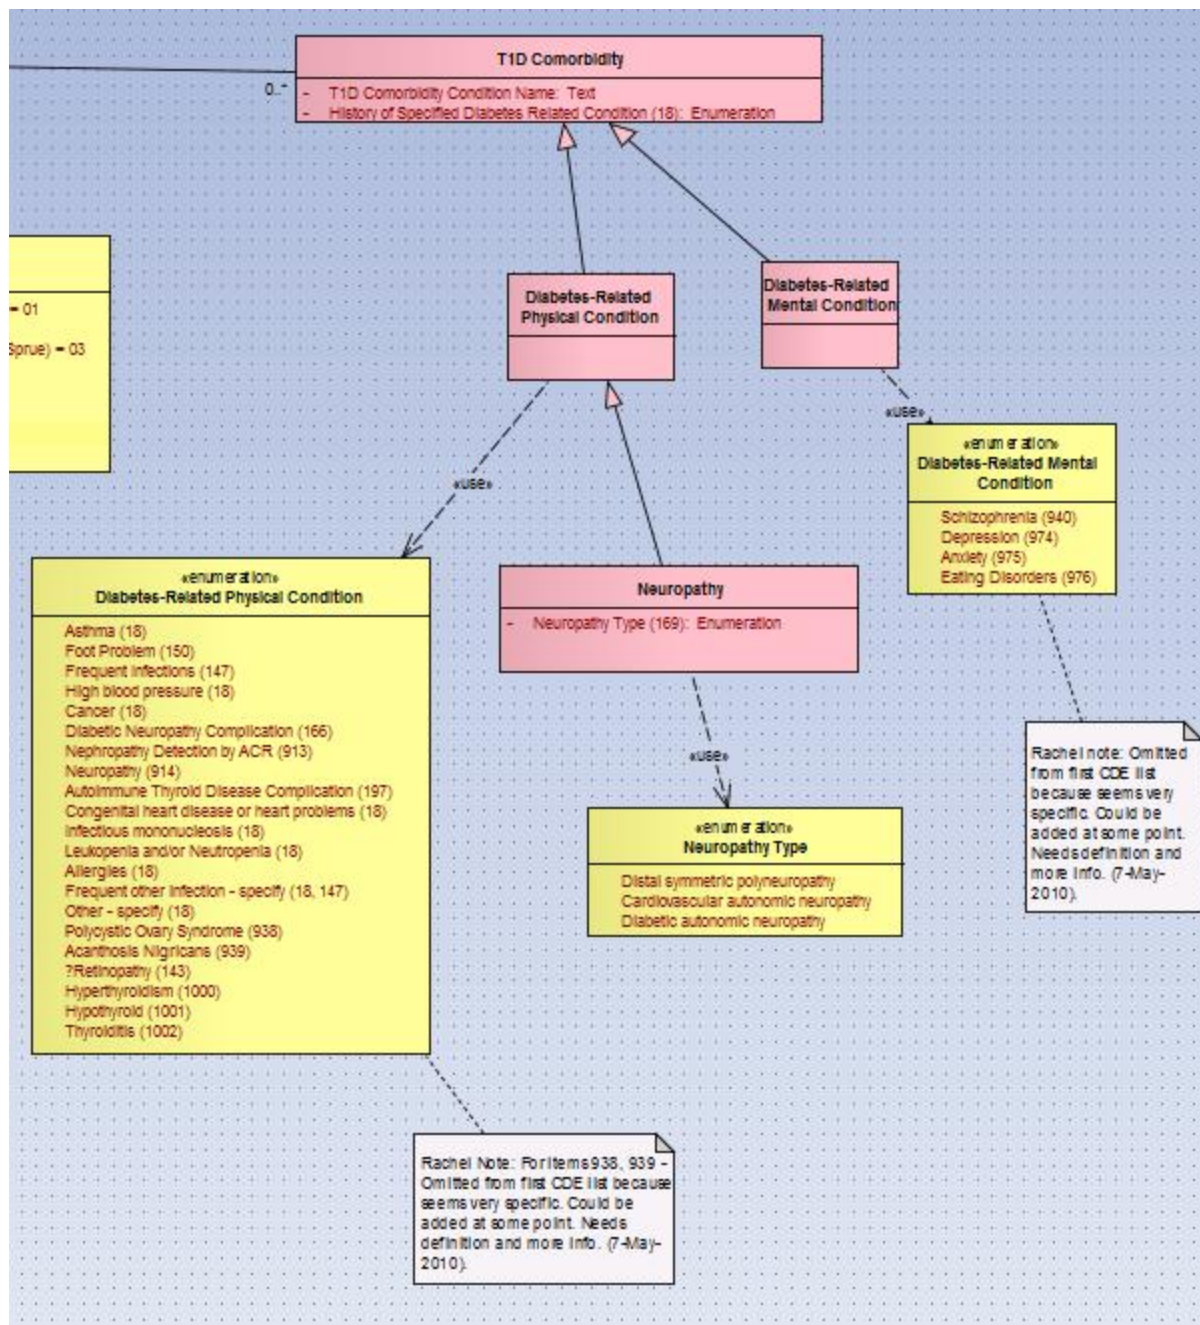 T1D Comorbidity
0..*
- T1D Comorbidity Condition Name: Text
- History of Specified Diabetes Related Condition (18): Enumeration
= 01
Sprue) = 03
Diabetes-Related
Physical Condition
Diabetes-Related
Mental Condition
«use»
«use»
«enumeration»
Diabetes-Related Mental
Condition
Schizophrenia (940)
Depression (974)
Anxiety (975)
Eating Disorders (976)
«enumeration»
Diabetes-Related Physical Condition
Asthma (18)
Foot Problem (150)
Frequent Infections (147)
High blood pressure (18)
Cancer (18)
Diabetic Neuropathy Complication (166)
Nephropathy Detection by ACR (913)
Neuropathy (914)
Autoimmune Thyroid Disease Complication (197)
Congenital heart disease or heart problems (18)
Infectious mononucleosis (18)
Leukopenia and/or Neutropenia (18)
Allergies (18)
Frequent other infection - specify (18, 147)
Other - specify (18)
Polycystic Ovary Syndrome (938)
Acanthosis Nigricans (939)
?Retinopathy (143)
Hyperthyroidism (1000)
Hypothyroid (1001)
Thyroiditis (1002)
Neuropathy
- Neuropathy Type (169): Enumeration
«use»
«enumeration»
Neuropathy Type
Distal symmetric polyneuropathy
Cardiovascular autonomic neuropathy
Diabetic autonomic neuropathy
Rachel note: Omitted
from first CDE list
because seems very
specific. Could be
added at some point.
Needs definition and
more info. (7-May-
2010).
Rachel Note: For items 938, 939 -
Omitted from first CDE list because
seems very specific. Could be
added at some point. Needs
definition and more info. (7-May-
2010).